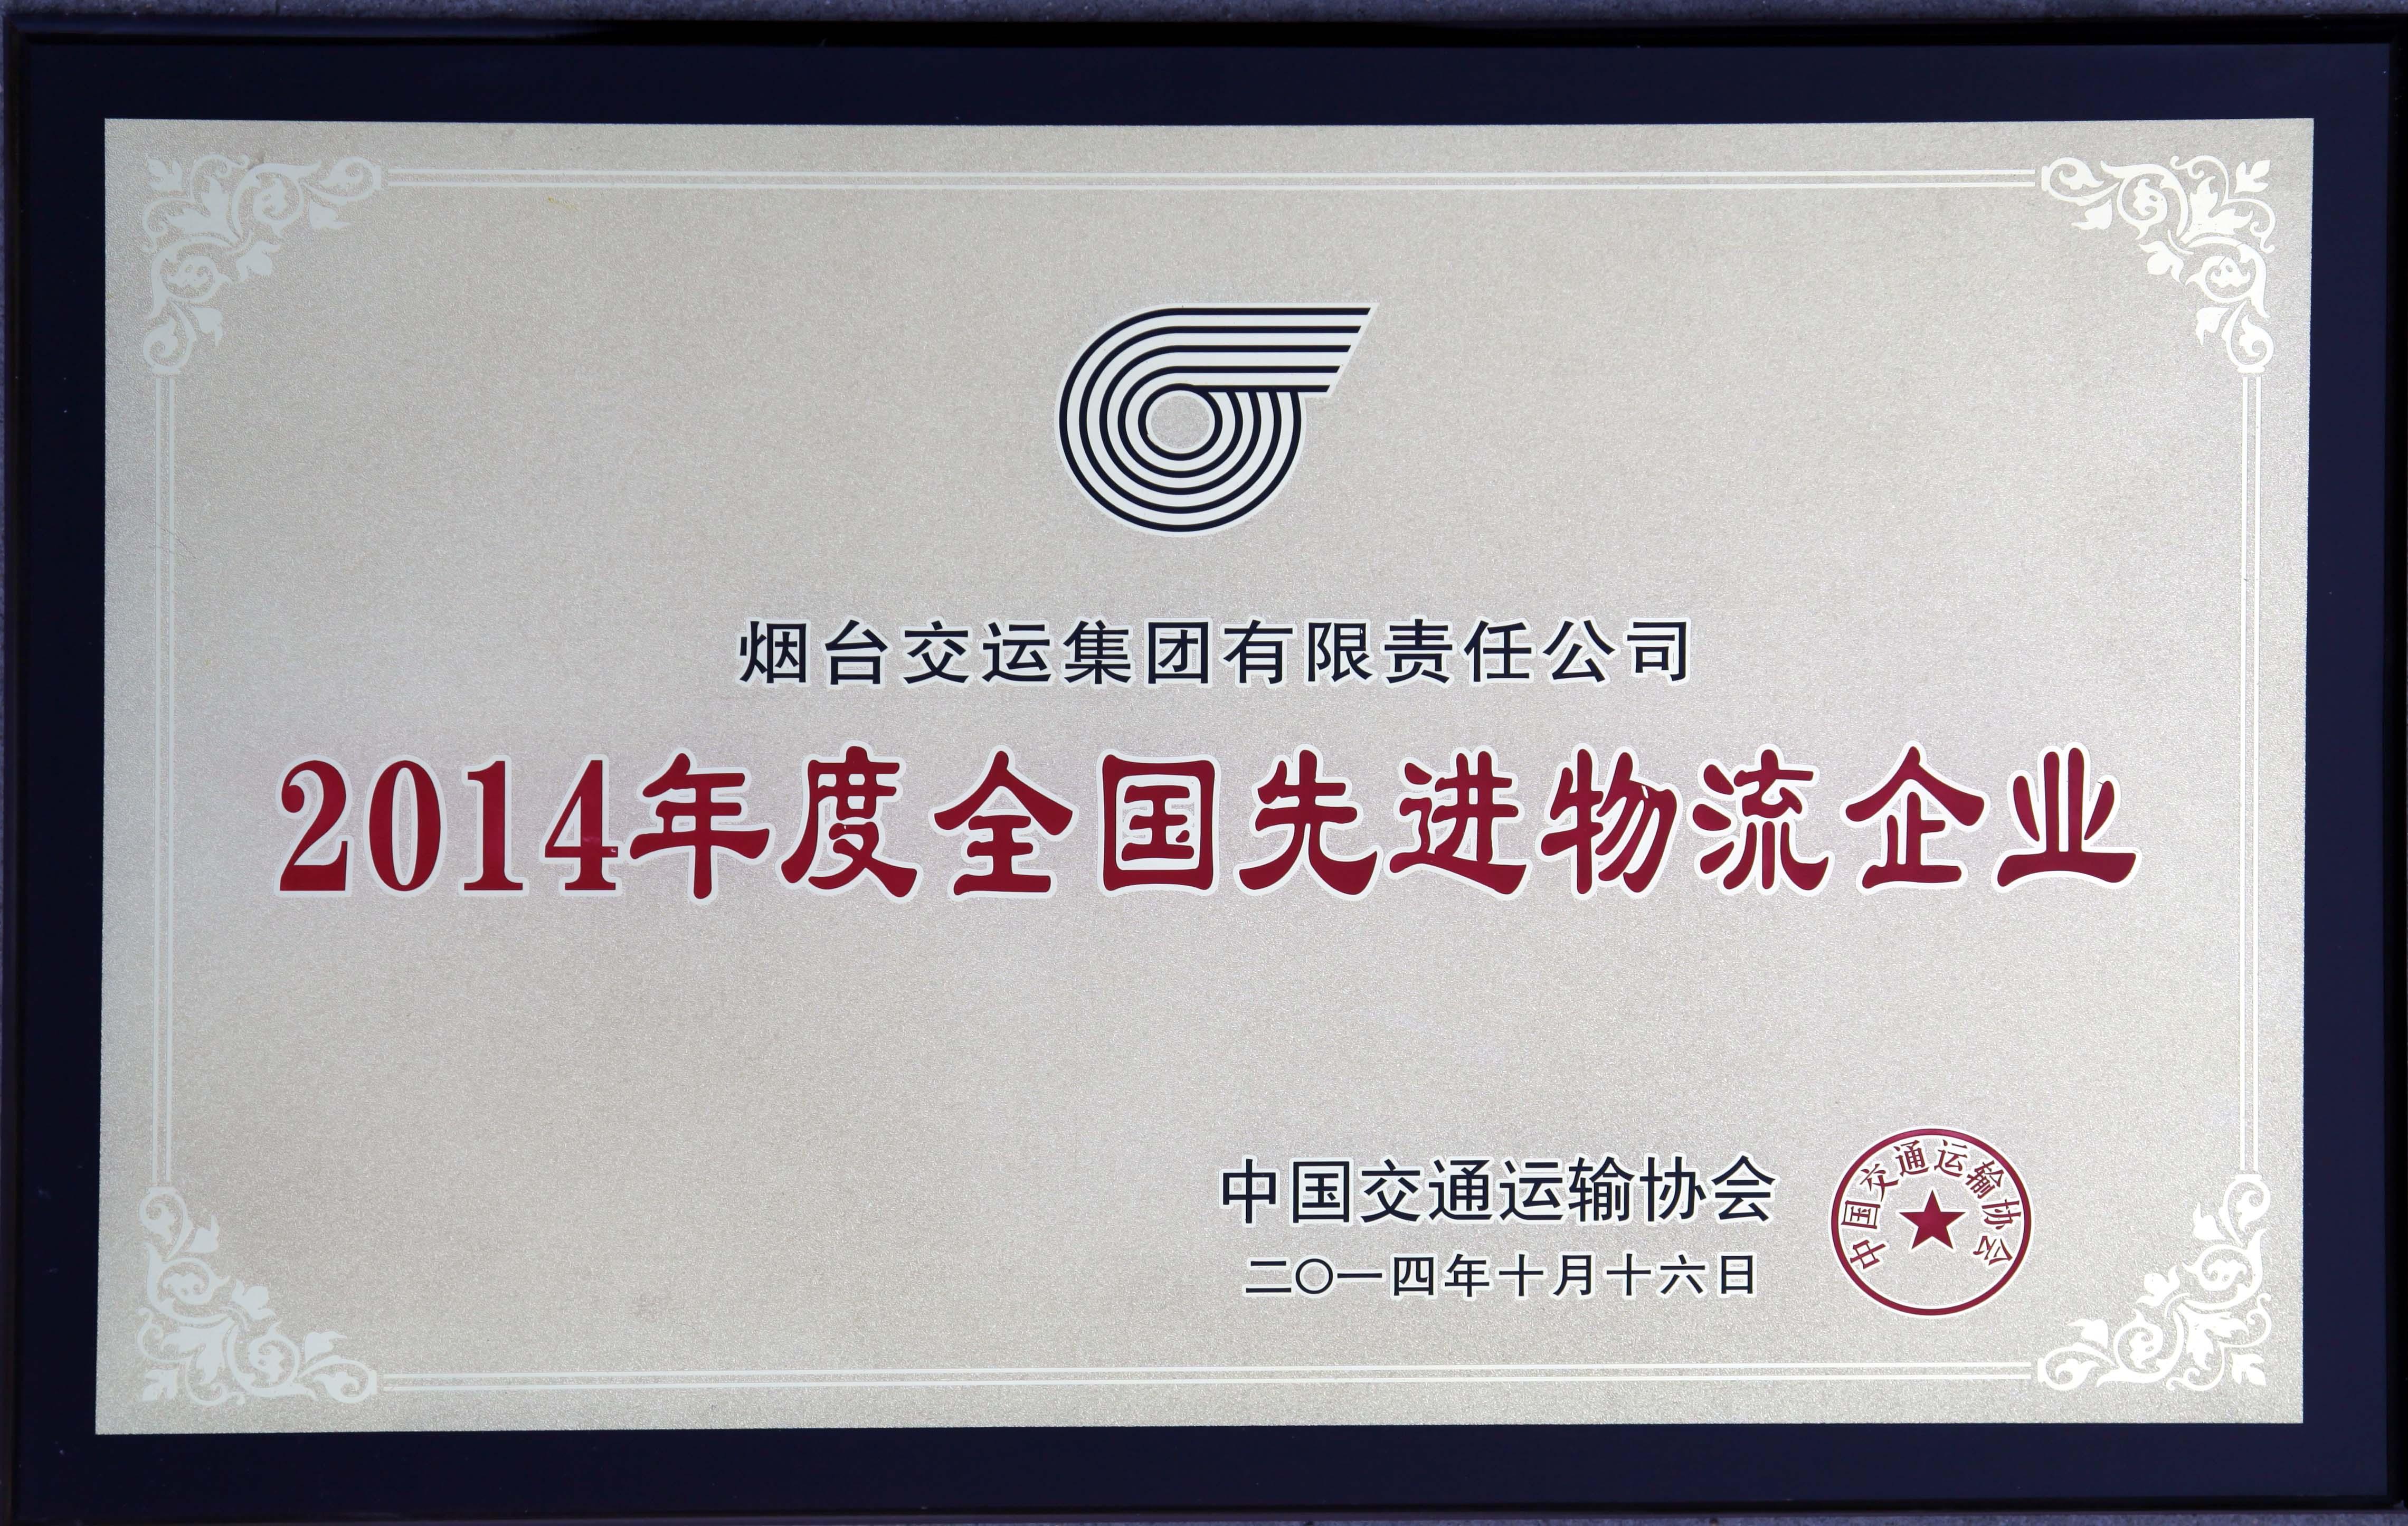 烟台交运集团有限责任公司
2014年度全国先进物流企业
中国交通运输协会
二〇一四年十月十六日
中国交通运输协会